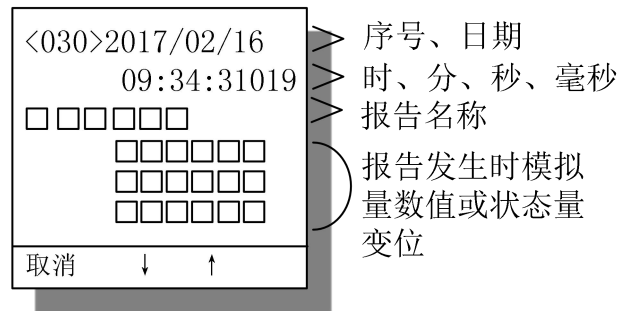 <030>2017/02/16
09:34:31019
□□□□□□
□□□□□□
□□□□□□
□□□□□□
取消 ↓ ↑
序号、日期
时、分、秒、毫秒
报告名称
报告发生时模拟
量数值或状态量
变位